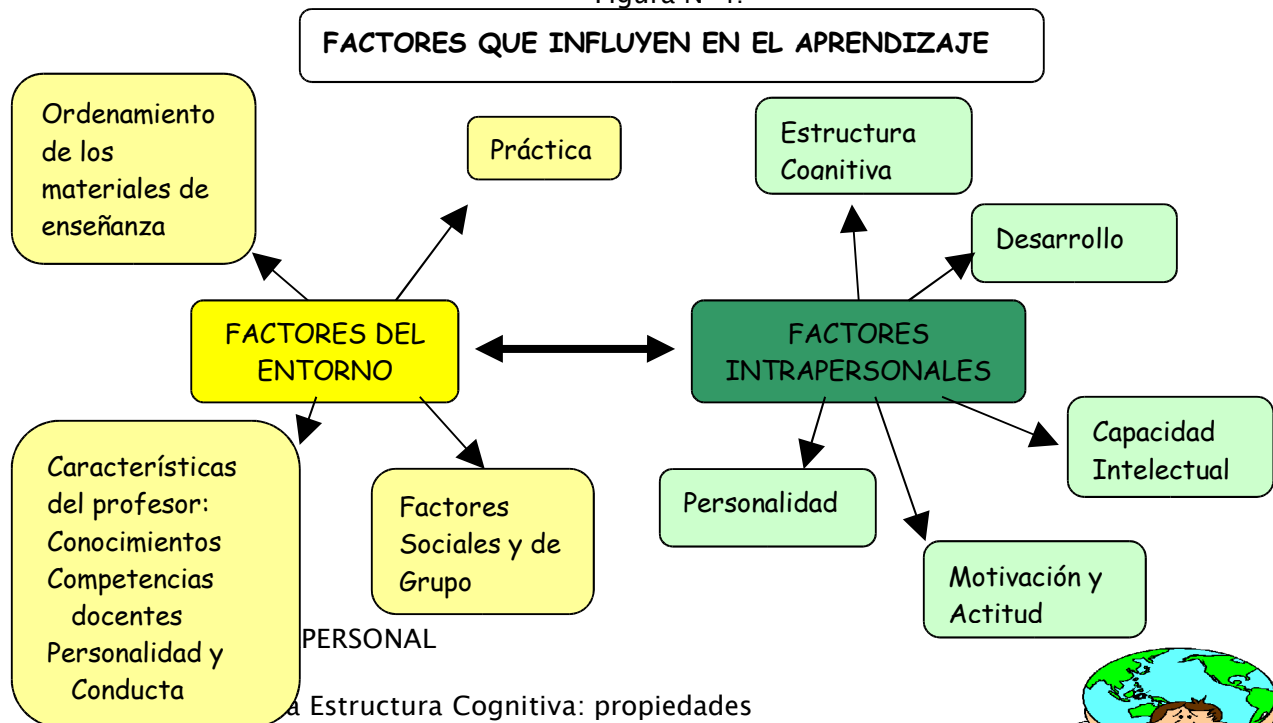 Figura N° 1.
FACTORES QUE INFLUYEN EN EL APRENDIZAJE
Ordenamiento
de los
materiales de
enseñanza
Práctica
Estructura
Cognitiva
Desarrollo
FACTORES DEL
ENTORNO
FACTORES
INTRAPERSONALES
Capacidad
Intelectual
Características
del profesor:
Conocimientos
Competencias
docentes
Personalidad y
Conducta
Factores
Sociales y de
Grupo
Personalidad
Motivación y
Actitud
PERSONAL
a Estructura Cognitiva: propiedades